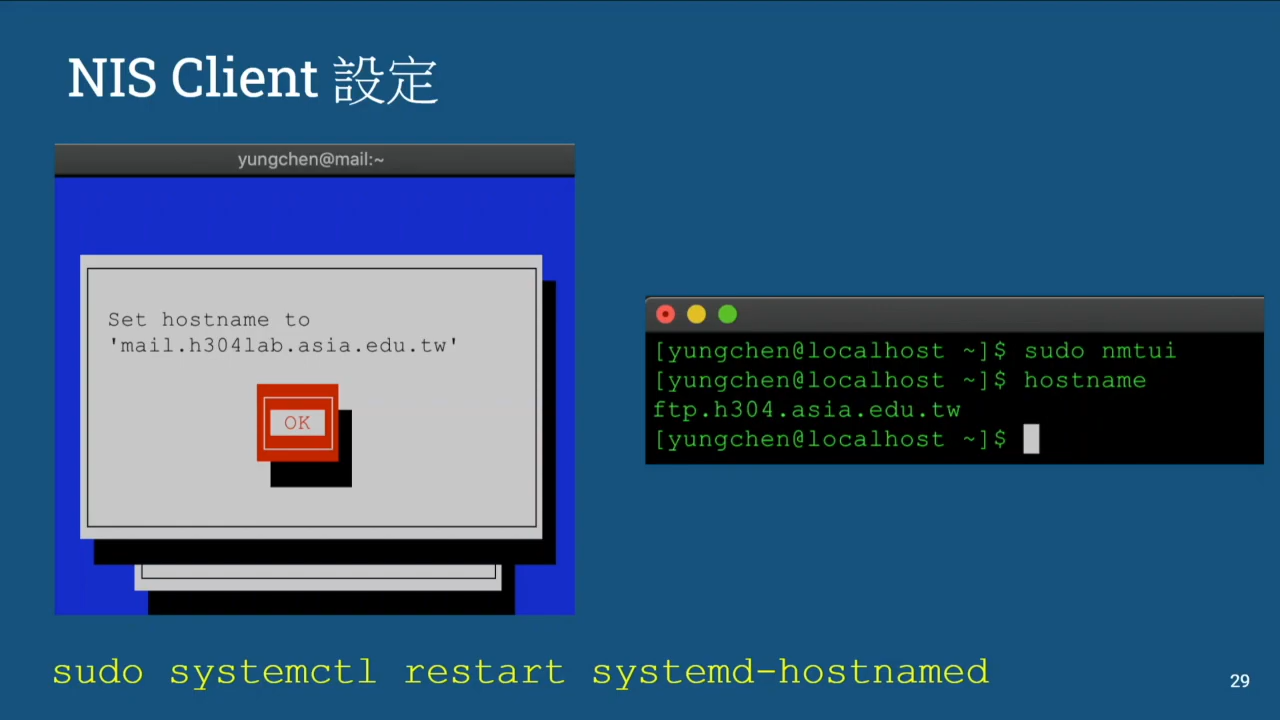 NIS Client 設定
yungchen@mail:~
Set hostname to
'mail.h304lab.asia.edu.tw'
OK
[yungchen@localhost ~]$ sudo nmtui
[yungchen@localhost ~]$ hostname
ftp.h304.asia.edu.tw
[yungchen@localhost ~]$
sudo systemctl restart systemd-hostnamed
29